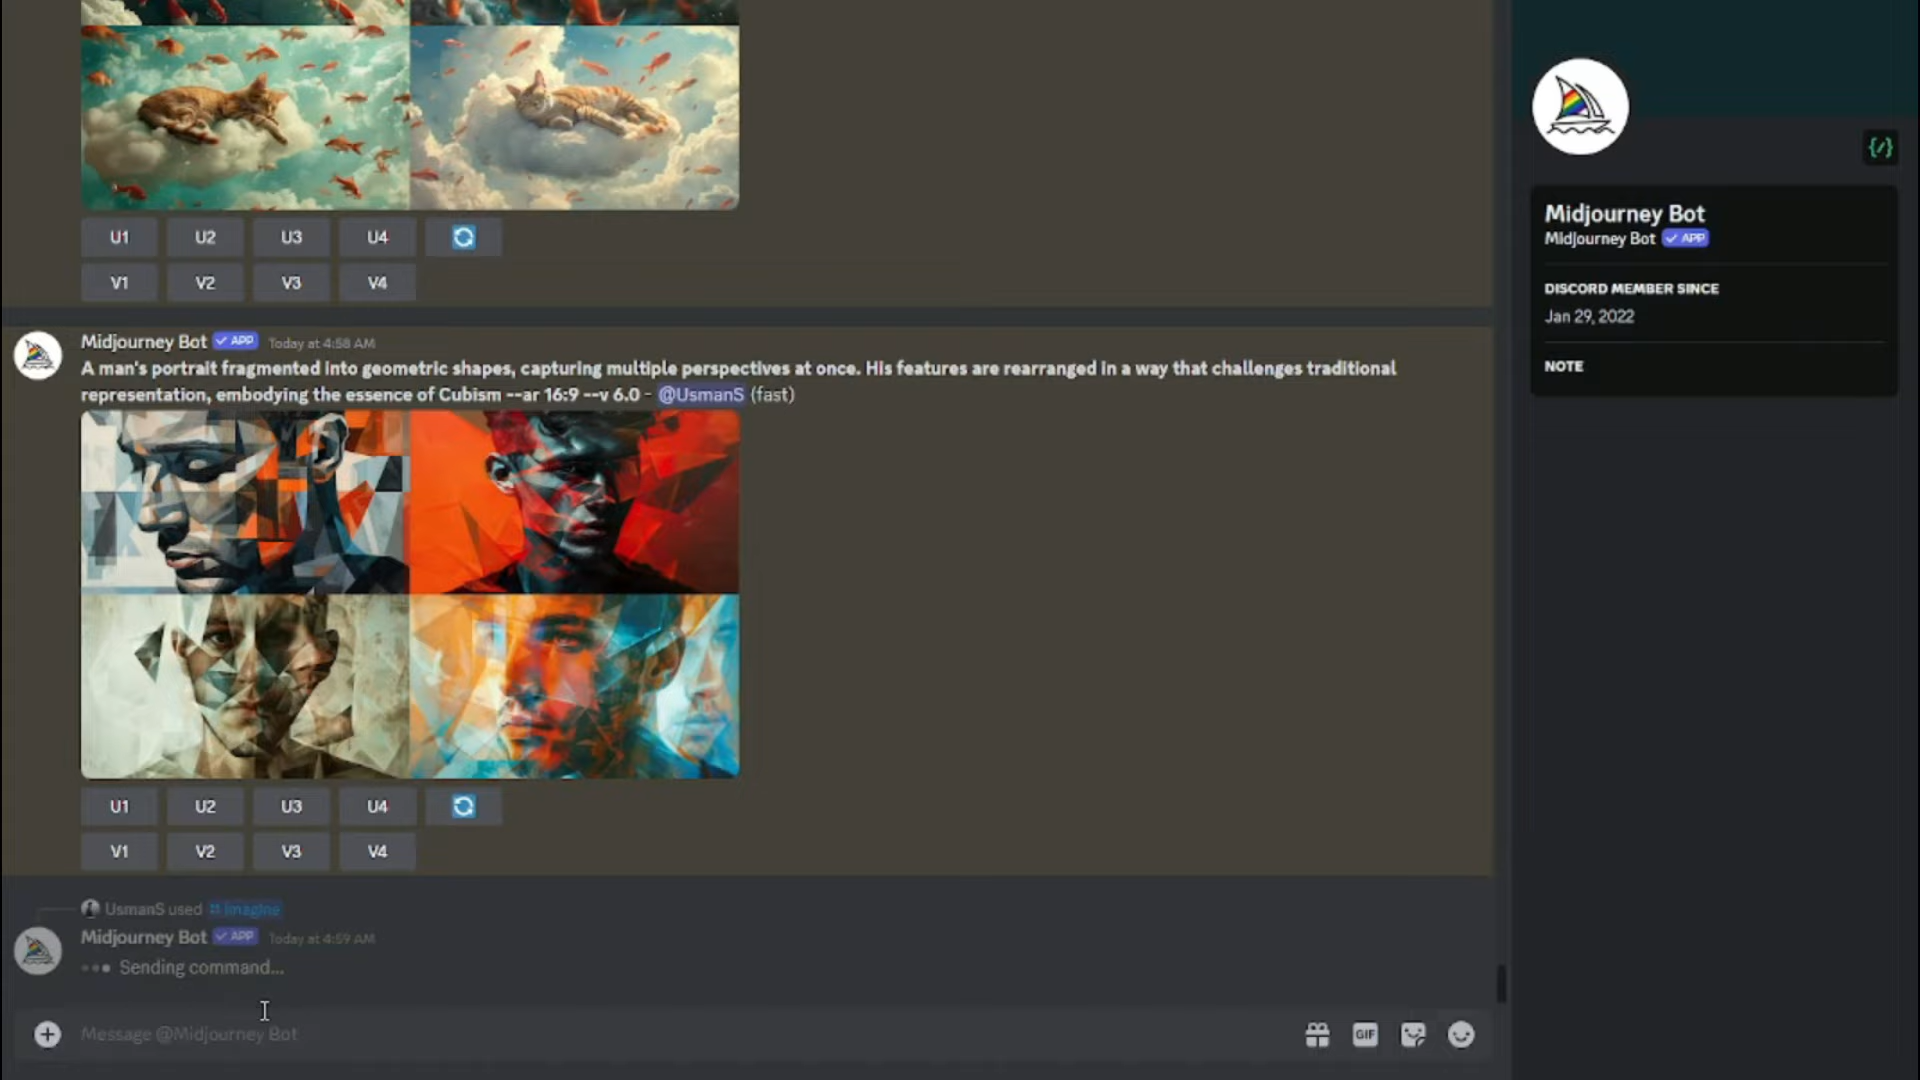 U1 U2 U3 U4
V1 V2 V3 V4
Midjourney Bot ✓ APP Today at 4:58 AM
A man's portrait fragmented into geometric shapes, capturing multiple perspectives at once. His features are rearranged in a way that challenges traditional
representation, embodying the essence of Cubism --ar 16:9 --v 6.0 - @UsmanS (fast)
U1 U2 U3 U4
V1 V2 V3 V4
UsmanS used imagine
Midjourney Bot ✓ APP Today at 4:59 AM
Sending command...
Message @Midjourney Bot
GIF
{/}
Midjourney Bot
Midjourney Bot ✓ APP
DISCORD MEMBER SINCE
Jan 29, 2022
NOTE